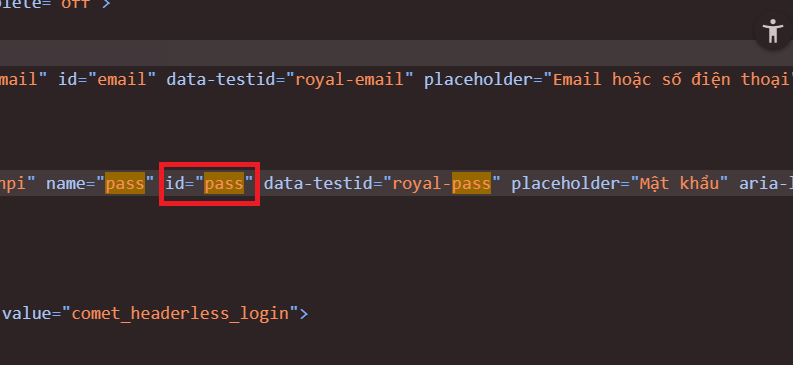 plete="off">
mail" id="email" data-testid="royal-email" placeholder="Email hoặc số điện thoại"
npi" name="pass" id="pass" data-testid="royal-pass" placeholder="Mật khẩu" aria-l
value="comet_headerless_login">